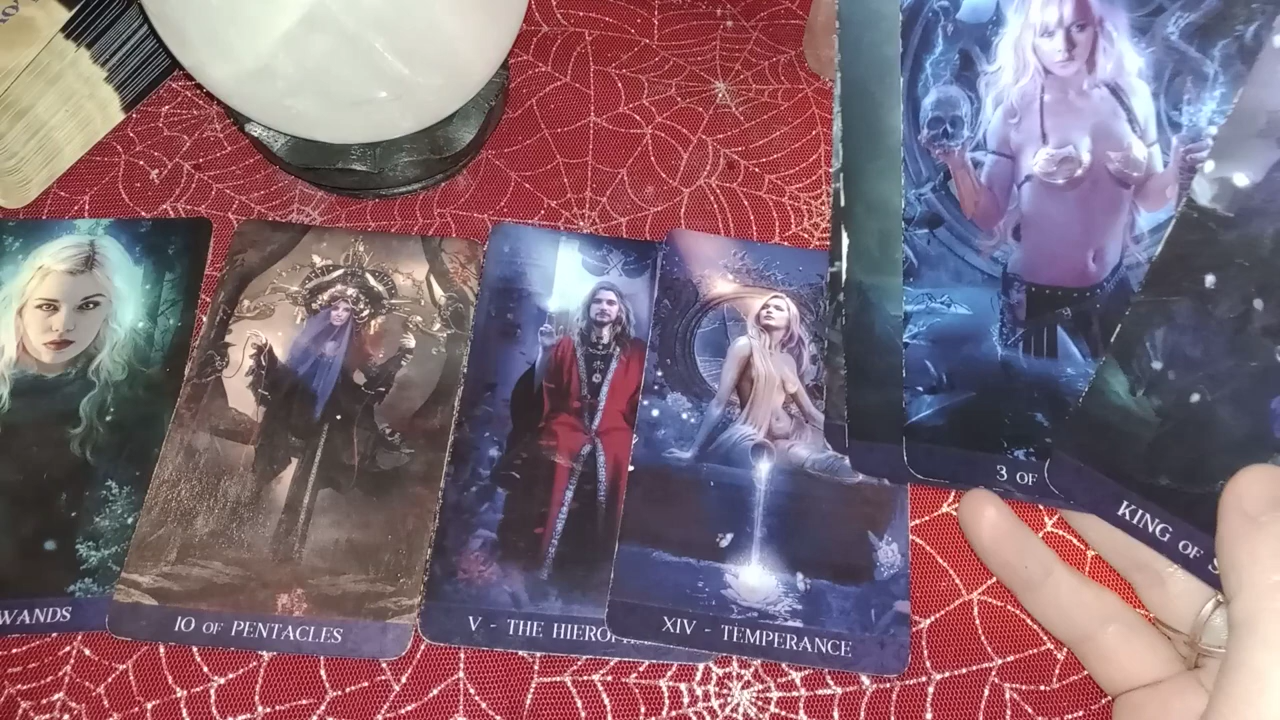 WANDS
10 OF PENTACLES
V - THE HIERO
XIV - TEMPERANCE
3 OF
KING OF S